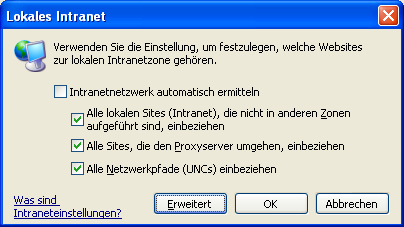 Lokales Intranet
Verwenden Sie die Einstellung, um festzulegen, welche Websites
zur lokalen Intranetzone gehören.
Intranetnetzwerk automatisch ermitteln
Alle lokalen Sites (Intranet), die nicht in anderen Zonen
aufgeführt sind, einbeziehen
Alle Sites, die den Proxyserver umgehen, einbeziehen
Alle Netzwerkpfade (UNCs) einbeziehen
Was sind
Intraneteinstellungen?
Erweitert
OK
Abbrechen